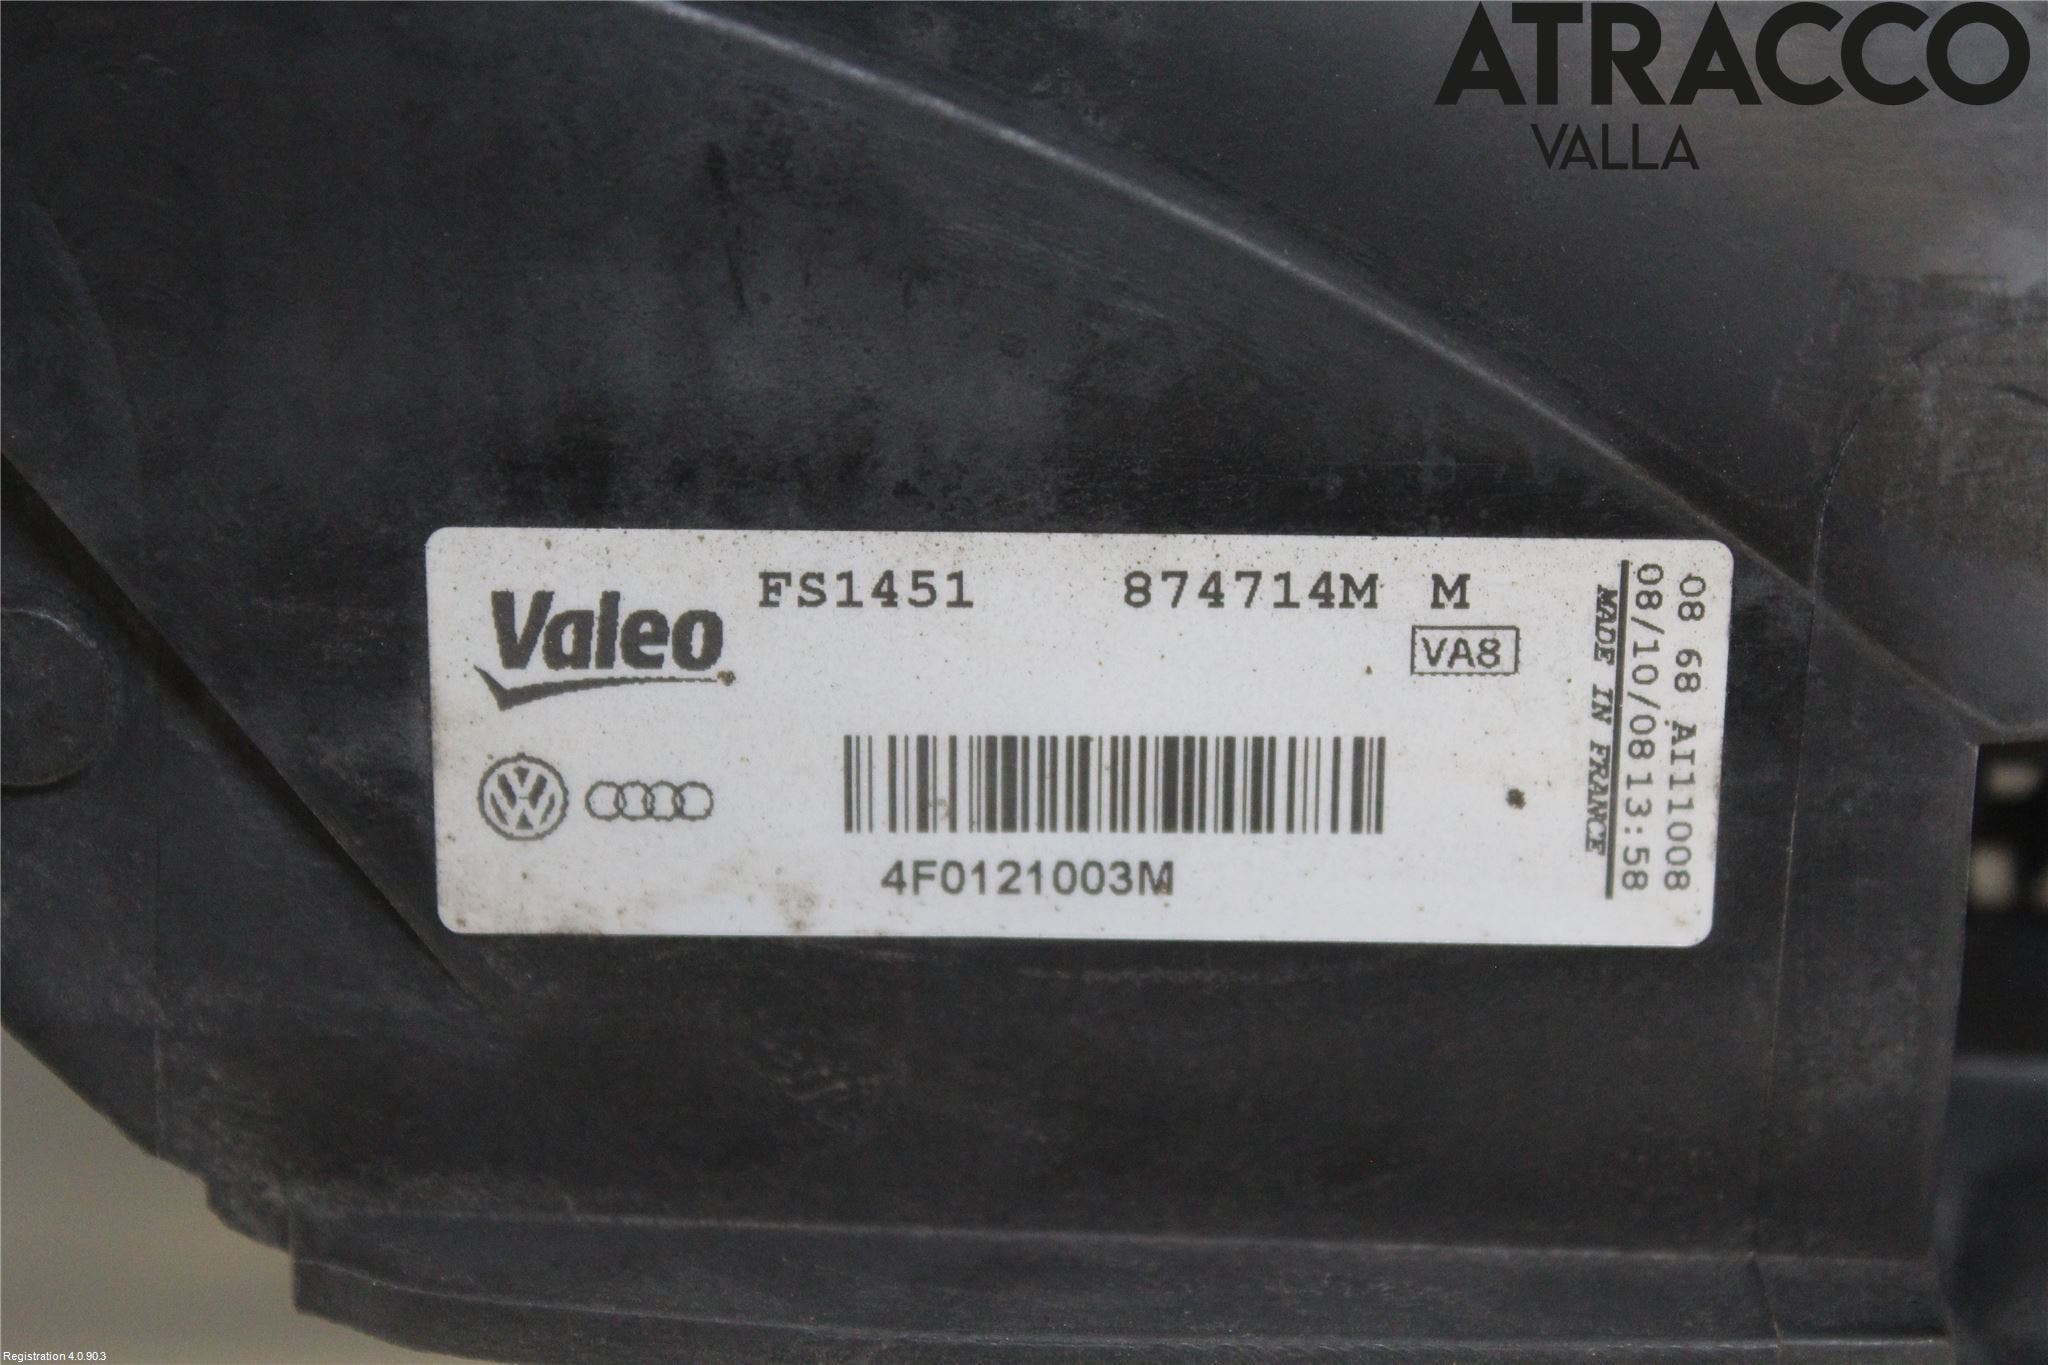 ATRACCO
VALLA
Valeo
FS1451 874714M M
VA8
4F0121003M
MADE IN FRANCE
08/10/08 13:58
08 68 AI11008
Registration 4.0.90.3